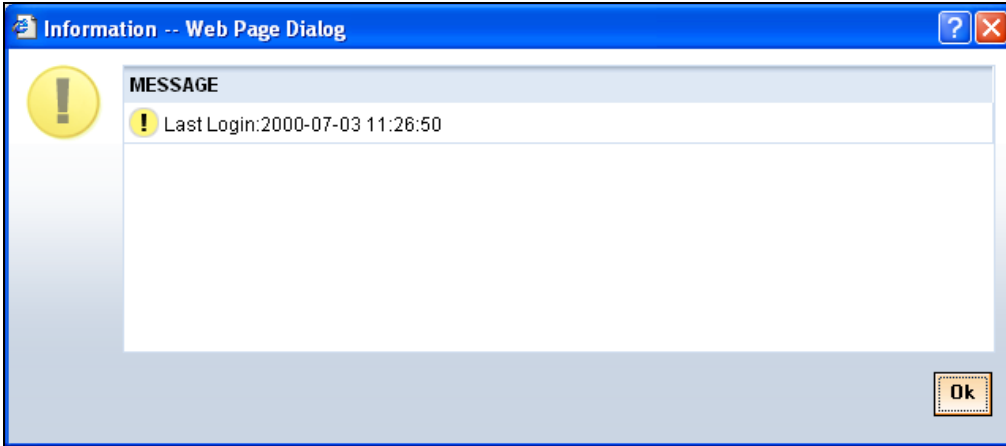 Information -- Web Page Dialog
MESSAGE
Last Login:2000-07-03 11:26:50
Ok